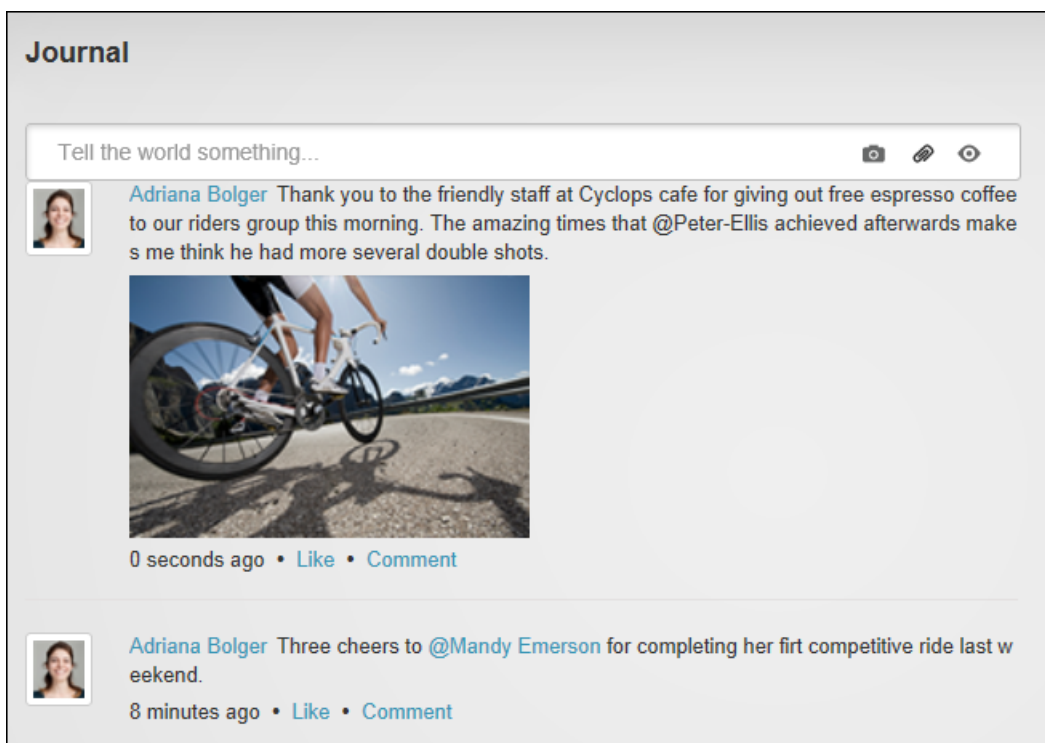 Journal
Tell the world something...
Adriana Bolger Thank you to the friendly staff at Cyclops cafe for giving out free espresso coffee
to our riders group this morning. The amazing times that @Peter-Ellis achieved afterwards make
s me think he had more several double shots.
0 seconds ago • Like • Comment
Adriana Bolger Three cheers to @Mandy Emerson for completing her firt competitive ride last w
eekend.
8 minutes ago • Like • Comment